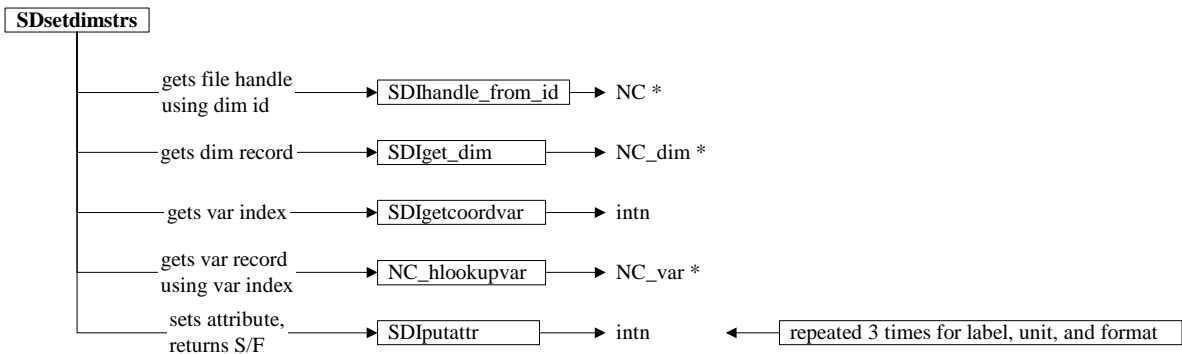 SDsetdimstrs
gets file handle
using dim id
SDIhandle_from_id
NC *
gets dim record
SDIget_dim
NC_dim *
gets var index
SDIgetcoordvar
intn
gets var record
using var index
NC_hlookupvar
NC_var *
sets attribute,
returns S/F
SDIputattr
intn
repeated 3 times for label, unit, and format